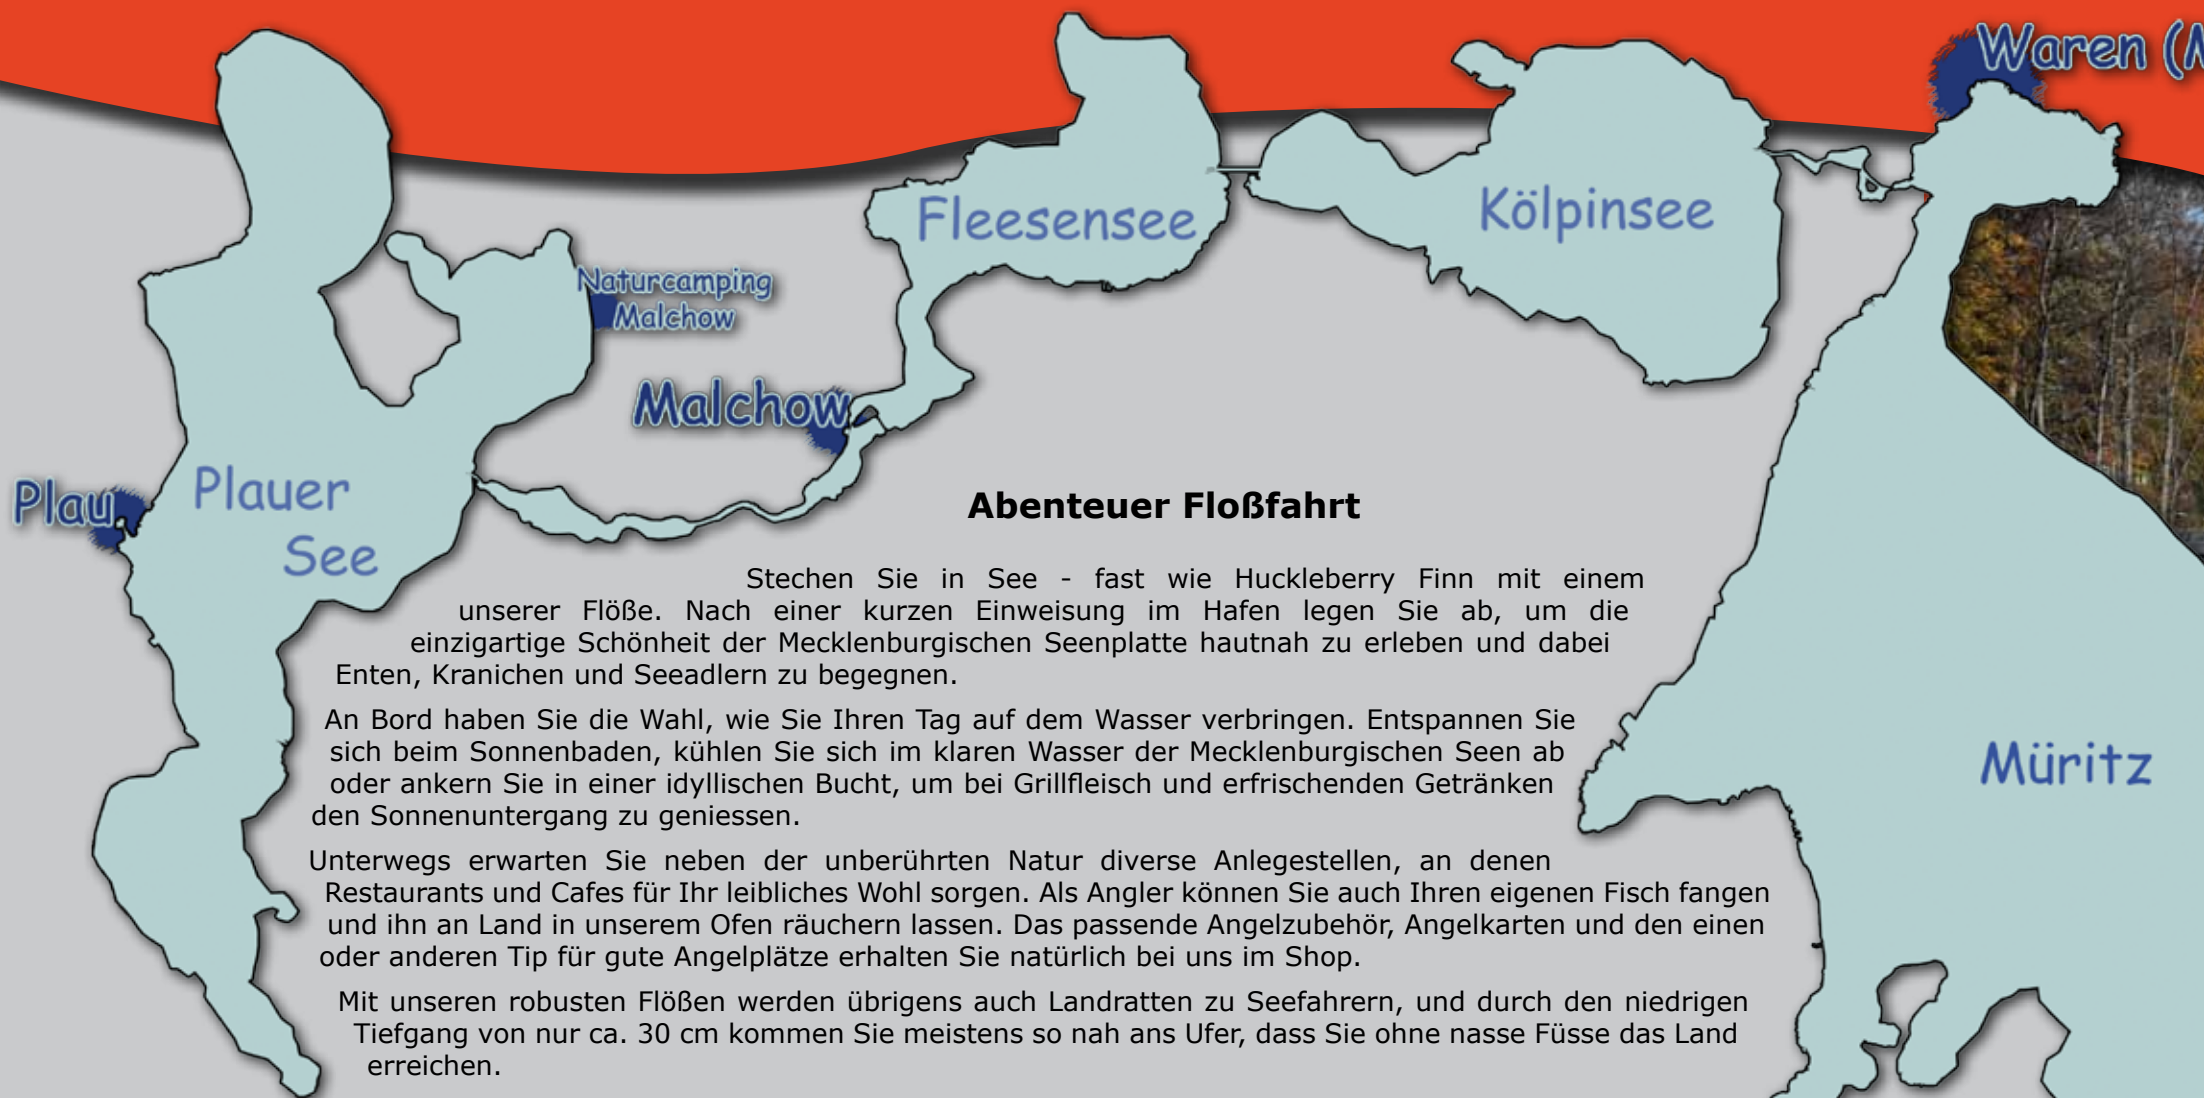 Waren (
Fleesensee
Kölpinsee
Naturcamping
Malchow
Malchow
Plau
Plauer
See
Müritz
Abenteuer Floßfahrt
Stechen Sie in See - fast wie Huckleberry Finn mit einem
unserer Flöße. Nach einer kurzen Einweisung im Hafen legen Sie ab, um die
einzigartige Schönheit der Mecklenburgischen Seenplatte hautnah zu erleben und dabei
Enten, Kranichen und Seeadlern zu begegnen.
An Bord haben Sie die Wahl, wie Sie Ihren Tag auf dem Wasser verbringen. Entspannen Sie
sich beim Sonnenbaden, kühlen Sie sich im klaren Wasser der Mecklenburgischen Seen ab
oder ankern Sie in einer idyllischen Bucht, um bei Grillfleisch und erfrischenden Getränken
den Sonnenuntergang zu geniessen.
Unterwegs erwarten Sie neben der unberührten Natur diverse Anlegestellen, an denen
Restaurants und Cafes für Ihr leibliches Wohl sorgen. Als Angler können Sie auch Ihren eigenen Fisch fangen
und ihn an Land in unserem Ofen räuchern lassen. Das passende Angelzubehör, Angelkarten und den einen
oder anderen Tip für gute Angelplätze erhalten Sie natürlich bei uns im Shop.
Mit unseren robusten Flößen werden übrigens auch Landratten zu Seefahrern, und durch den niedrigen
Tiefgang von nur ca. 30 cm kommen Sie meistens so nah ans Ufer, dass Sie ohne nasse Füsse das Land
erreichen.